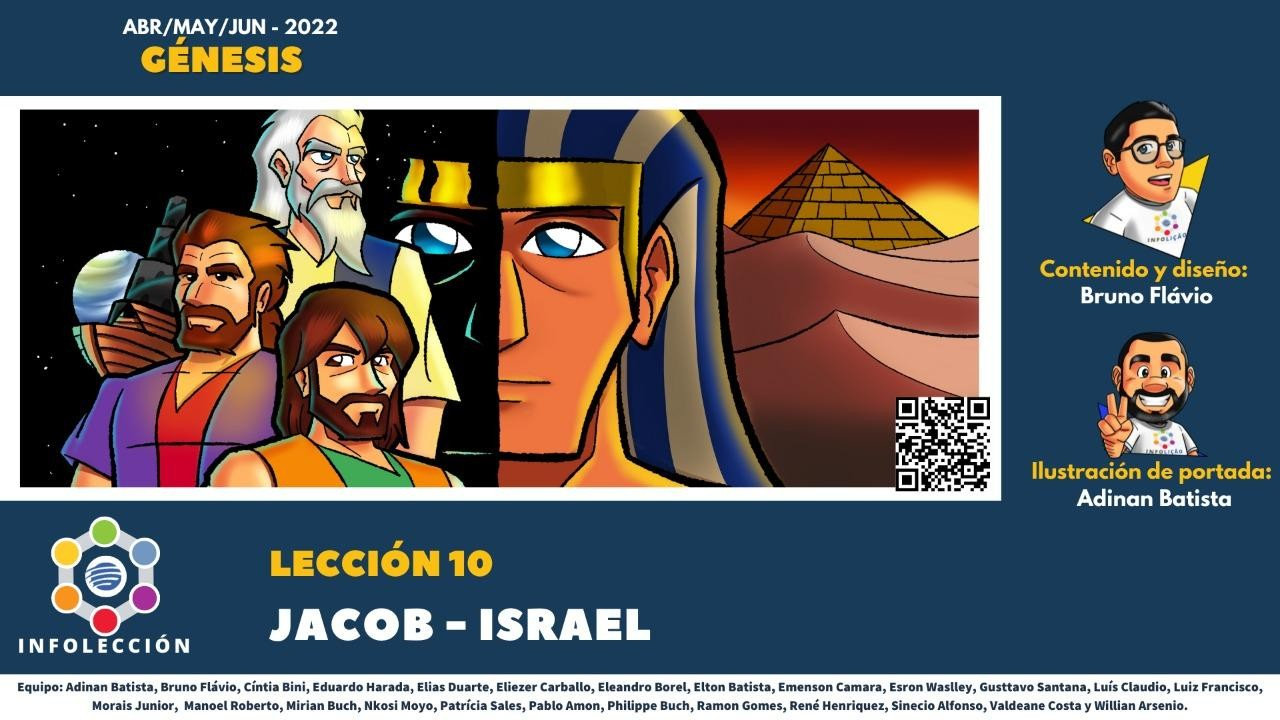 ABR/MAY/JUN - 2022
GÉNESIS
Contenido y diseño:
Bruno Flávio
Ilustración de portada:
Adinan Batista
LECCIÓN 10
JACOB - ISRAEL
INFOLECCIÓN
INFOLIÇÃO
INFOLIÇÃO
Equipo: Adinan Batista, Bruno Flávio, Cíntia Bini, Eduardo Harada, Elias Duarte, Eliezer Carballo, Eleandro Borel, Elton Batista, Emenson Camara, Esron Waslley, Gusttavo Santana, Luís Claudio, Luiz Francisco,
Morais Junior, Manoel Roberto, Mirian Buch, Nkosi Moyo, Patrícia Sales, Pablo Amon, Philippe Buch, Ramon Gomes, René Henriquez, Sinecio Alfonso, Valdeane Costa y Willian Arsenio.